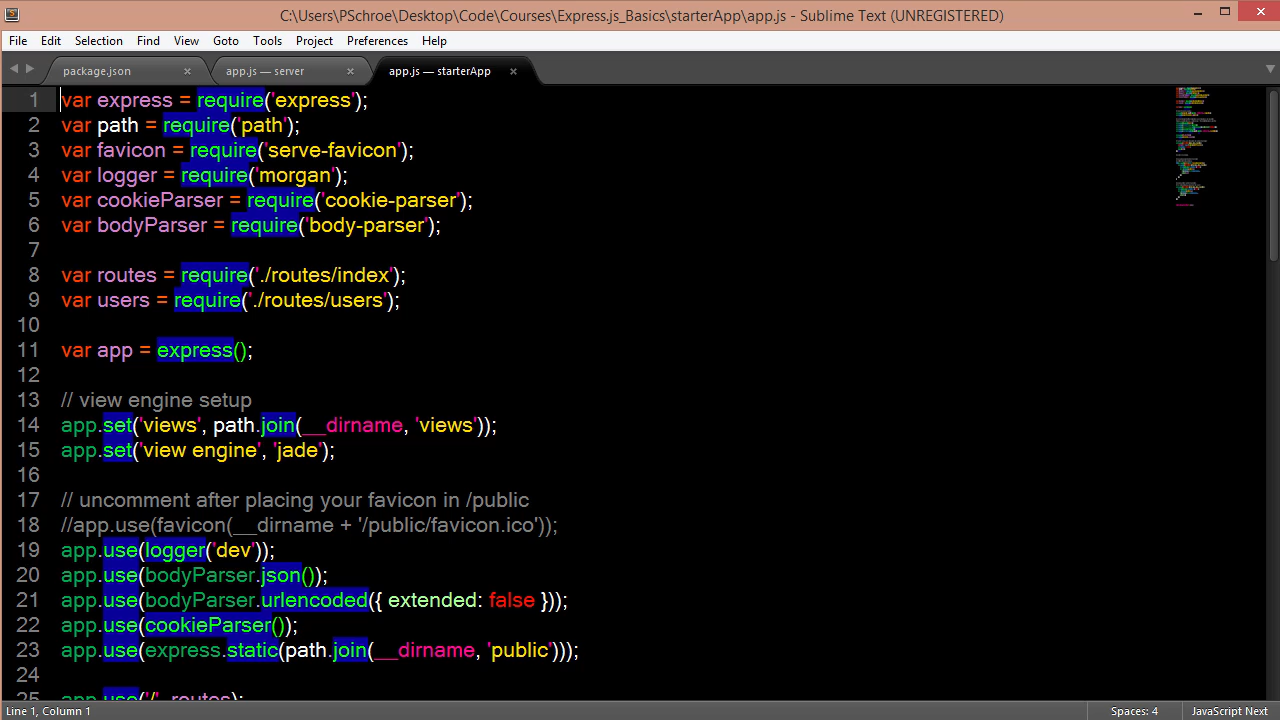 C:\Users\PSchroe\Desktop\Code\Courses\Express.js_Basics\starterApp\app.js - Sublime Text (UNREGISTERED)
File Edit Selection Find View Goto Tools Project Preferences Help
package.json × app.js — server × app.js — starterApp ×
1 var express = require('express');
2 var path = require('path');
3 var favicon = require('serve-favicon');
4 var logger = require('morgan');
5 var cookieParser = require('cookie-parser');
6 var bodyParser = require('body-parser');
7
8 var routes = require('./routes/index');
9 var users = require('./routes/users');
10
11 var app = express();
12
13 // view engine setup
14 app.set('views', path.join(__dirname, 'views'));
15 app.set('view engine', 'jade');
16
17 // uncomment after placing your favicon in /public
18 //app.use(favicon(__dirname + '/public/favicon.ico'));
19 app.use(logger('dev'));
20 app.use(bodyParser.json());
21 app.use(bodyParser.urlencoded({ extended: false }));
22 app.use(cookieParser());
23 app.use(express.static(path.join(__dirname, 'public')));
24
25 app.use('/', routes);
Line 1, Column 1 Spaces: 4 JavaScript Next